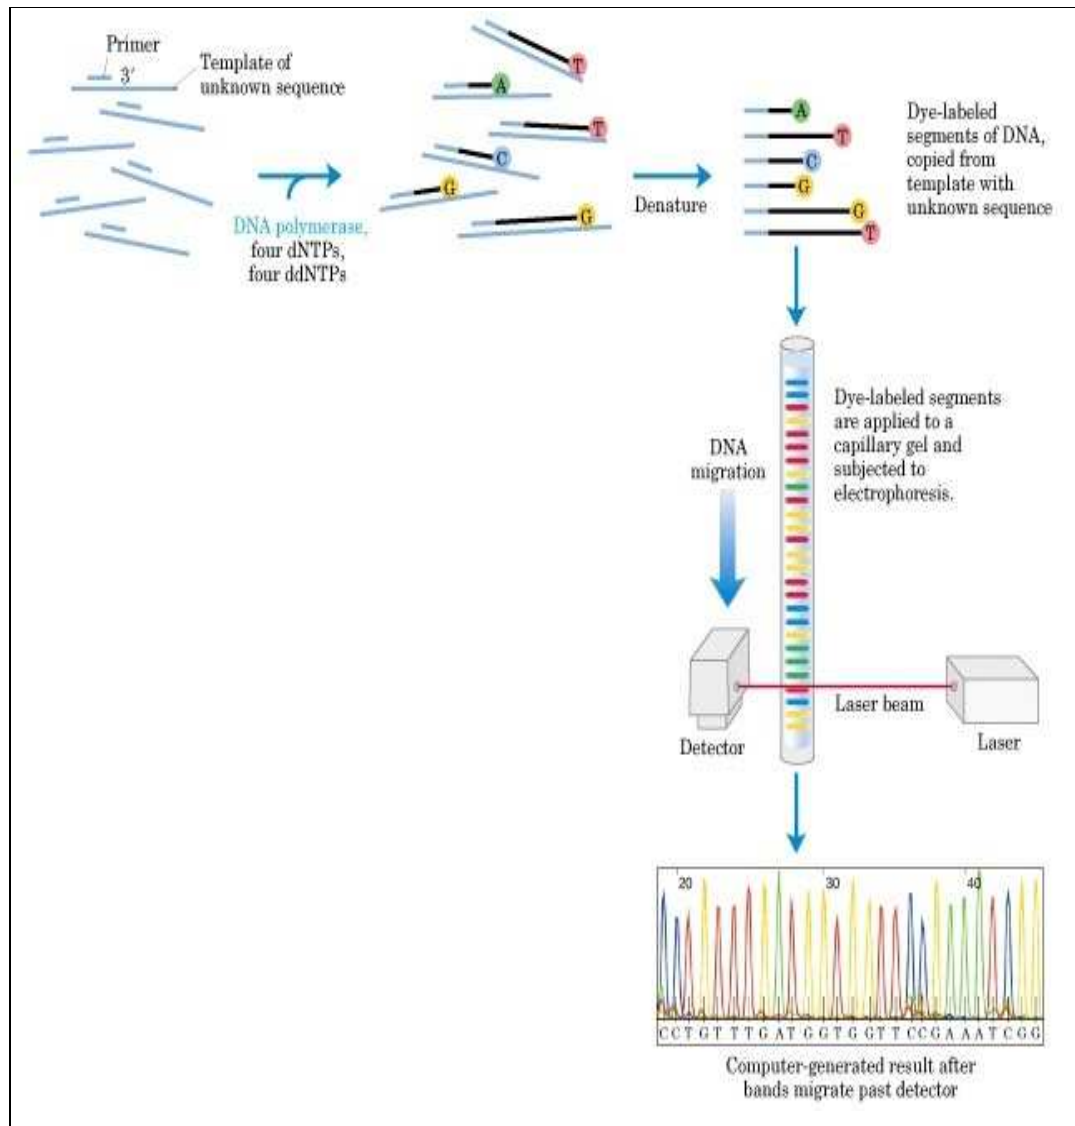 Primer
3′
Template of
unknown sequence
DNA polymerase,
four dNTPs,
four ddNTPs
T
A
T
C
G
G
Denature
A
T
C
G
G
T
Dye-labeled
segments of DNA,
copied from
template with
unknown sequence
DNA
migration
Dye-labeled segments
are applied to a
capillary gel and
subjected to
electrophoresis.
Detector
Laser beam
Laser
20 30 40
C C T G T T T G A T G G T G G T T C C G A A A T C G G
Computer-generated result after
bands migrate past detector